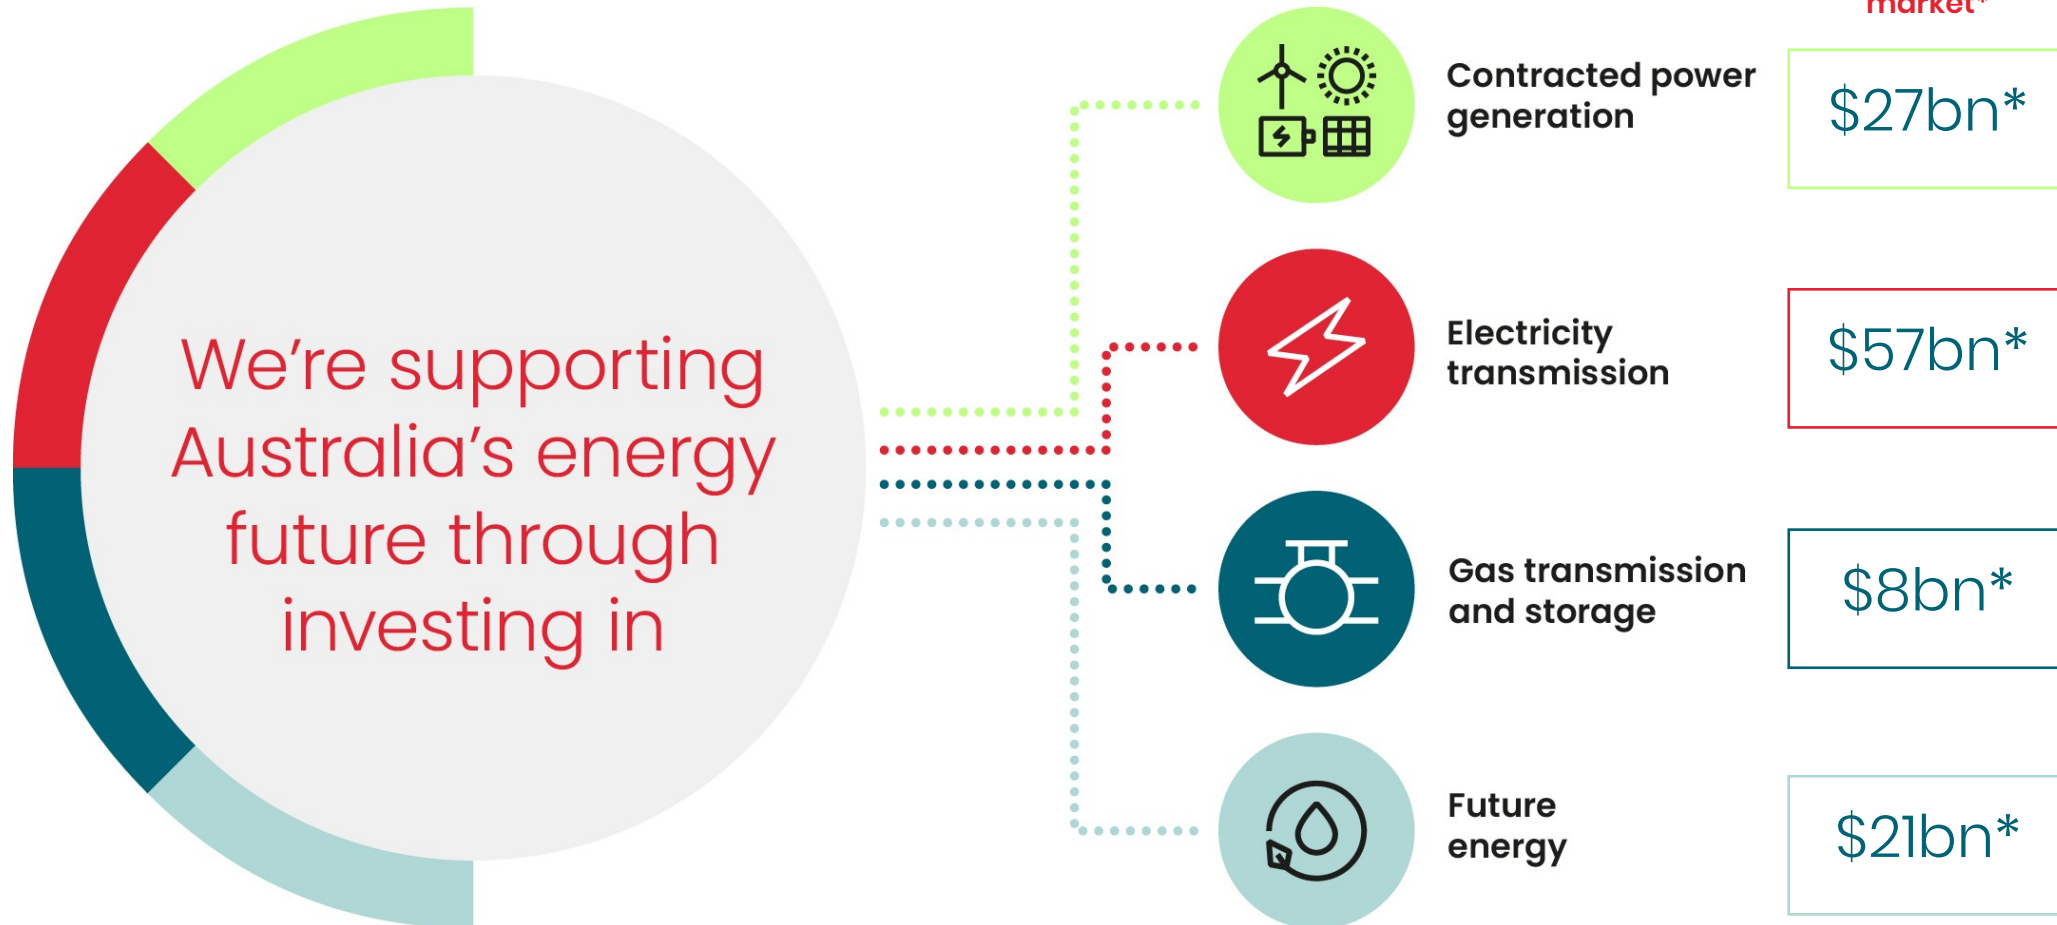 market*
Contracted power
generation
$27bn*
We're supporting
Australia's energy
future through
investing in
Electricity
transmission
$57bn*
Gas transmission
and storage
$8bn*
Future
energy
$21bn*